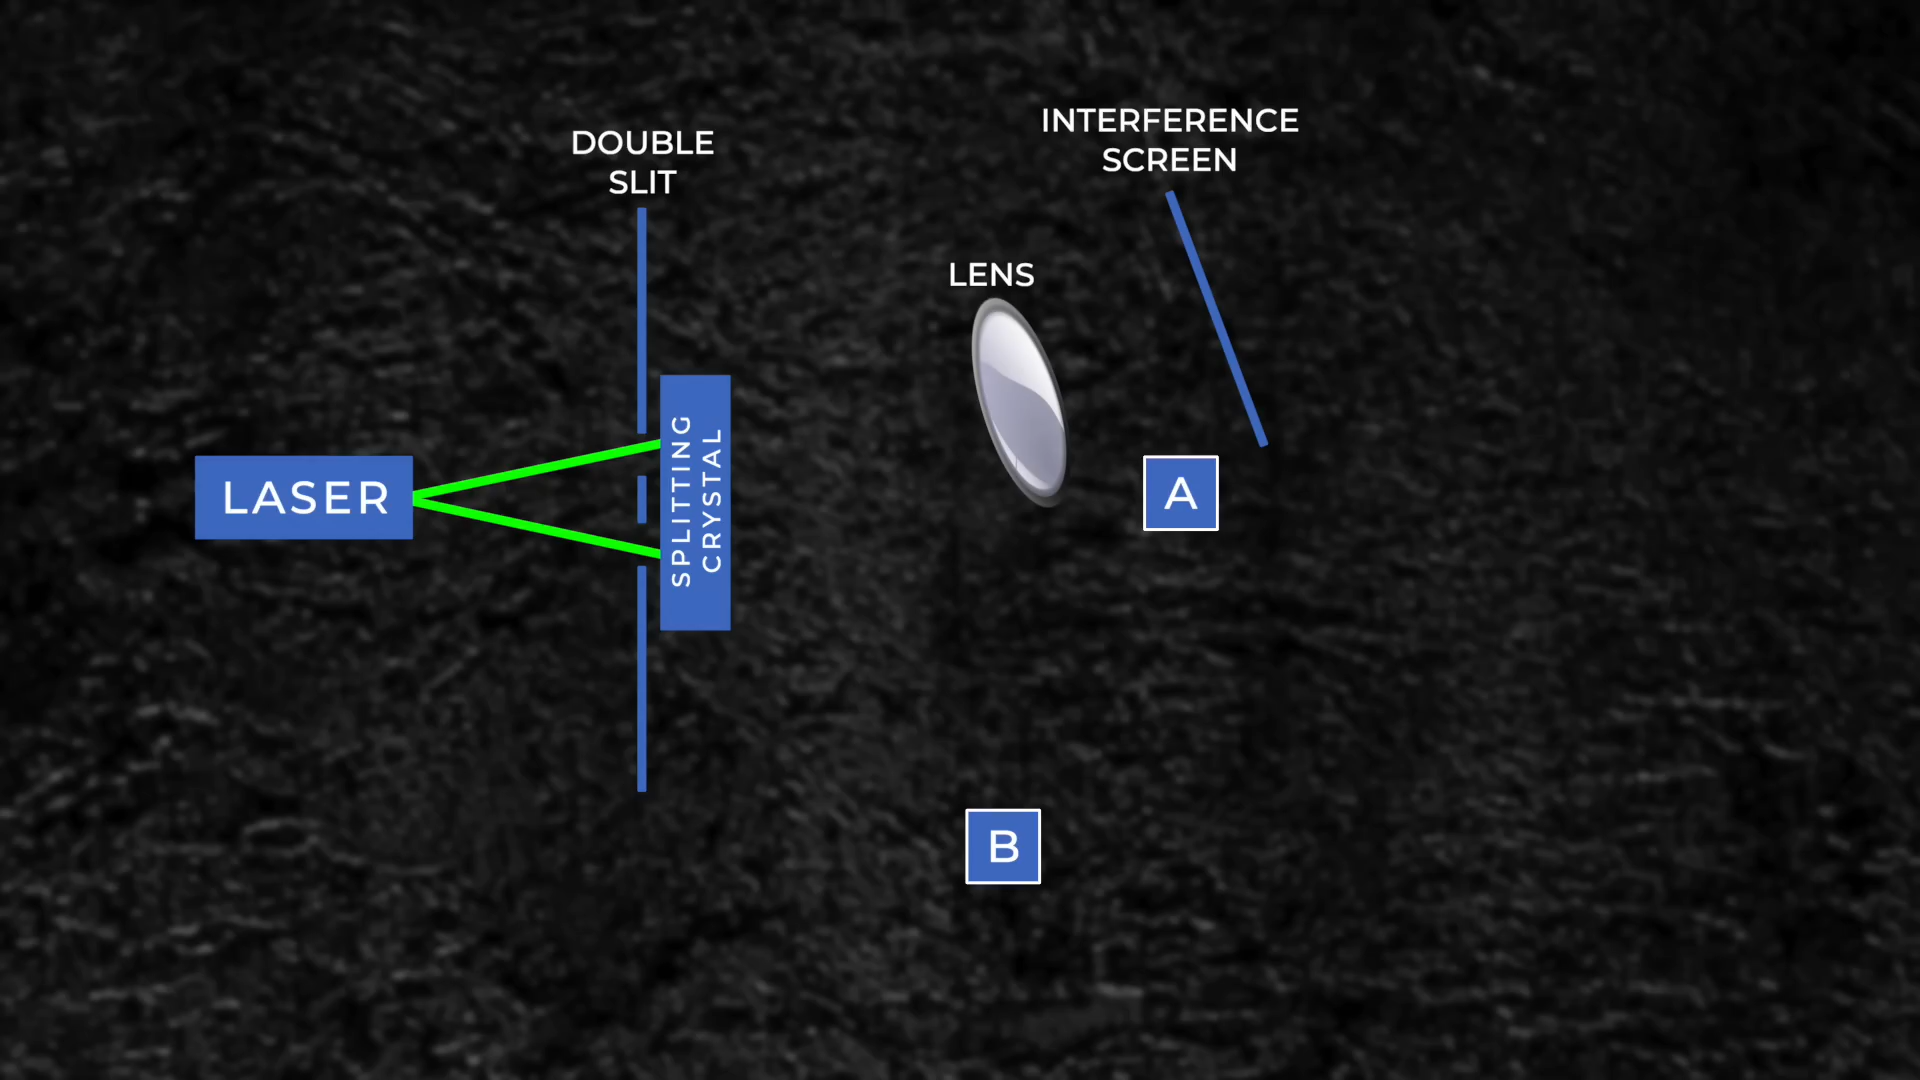 DOUBLE
SLIT
INTERFERENCE
SCREEN
LENS
LASER
SPLITTING
CRYSTAL
A
B